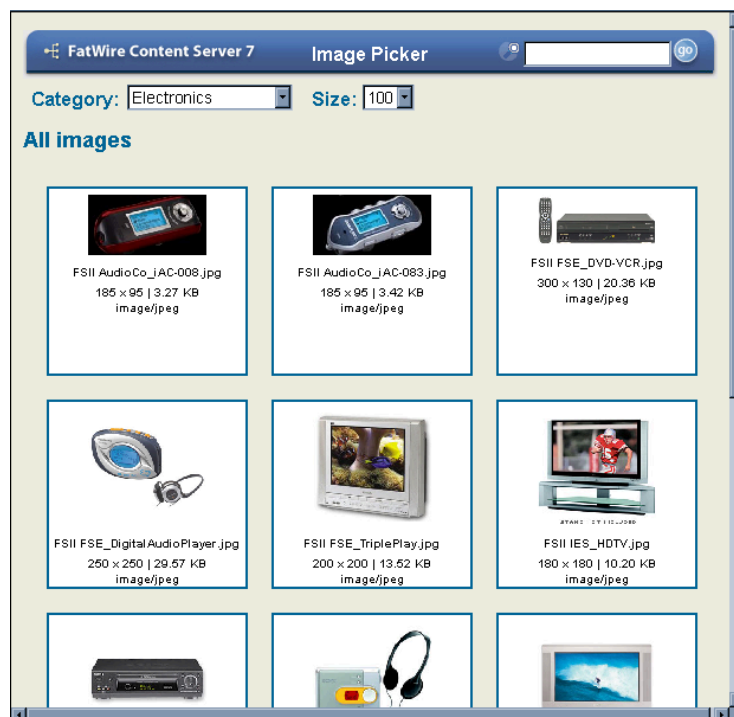 FatWire Content Server 7
Image Picker
go
Category: Electronics
Size: 100
All images
FSII AudioCo_iAC-008.jpg
185 x 95 | 3.27 KB
image/jpeg
FSII AudioCo_iAC-083.jpg
185 x 95 | 3.42 KB
image/jpeg
FSII FSE_DVD-VCR.jpg
300 x 130 | 20.36 KB
image/jpeg
FSII FSE_DigitalAudioPlayer.jpg
250 x 250 | 29.57 KB
image/jpeg
FSII FSE_TriplePlay.jpg
200 x 200 | 13.52 KB
image/jpeg
FSII IES_HDTV.jpg
180 x 180 | 10.20 KB
image/jpeg